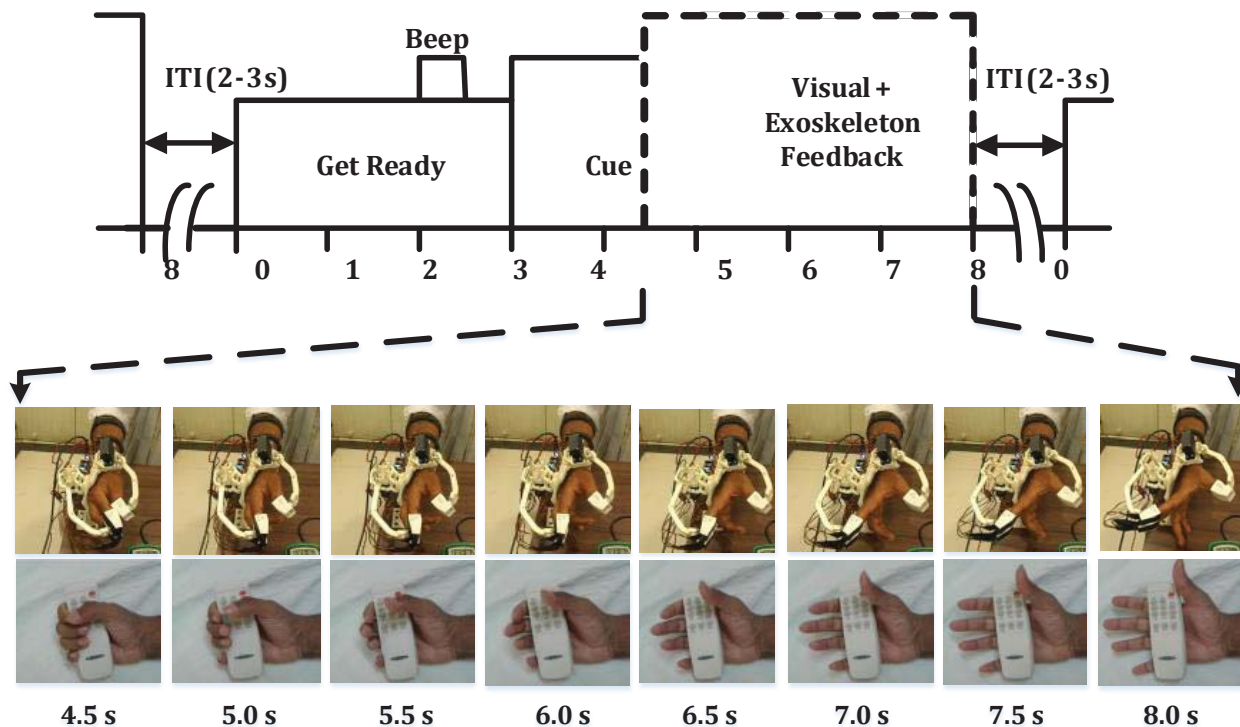 Beep
ITI(2-3s)
ITI(2-3s)
Visual +
Exoskeleton
Feedback
Get Ready
Cue
8 0 1 2 3 4 5 6 7 8 0
4.5 s 5.0 s 5.5 s 6.0 s 6.5 s 7.0 s 7.5 s 8.0 s